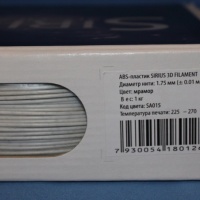 ABS-пластик SIRIUS 3D FILAMENT
Диаметр нити: 1.75 мм (± 0.01 м
Цвет: мрамор
Вес: 1 кг
Код цвета: SA015
Температура печати: 225 - 270
7930054180126